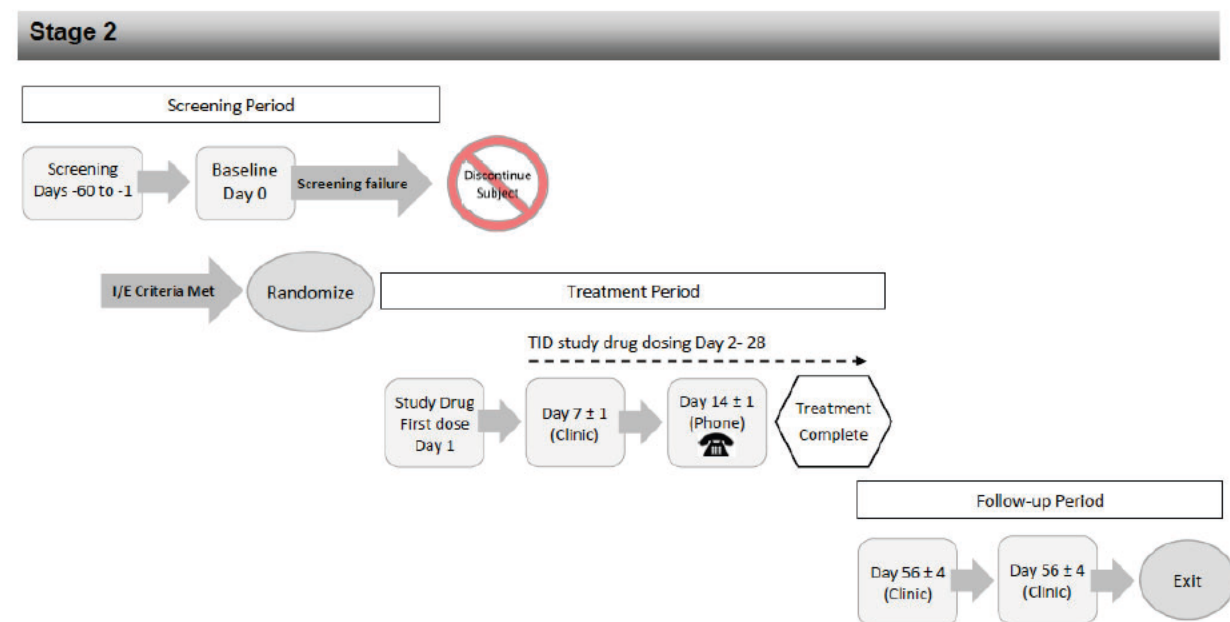 Stage 2
Screening Period
Screening
Days -60 to -1
Baseline
Day 0
Screening failure
Discontinue
Subject
I/E Criteria Met
Randomize
Treatment Period
TID study drug dosing Day 2- 28
Study Drug
First dose
Day 1
Day 7 ± 1
(Clinic)
Day 14 ± 1
(Phone)
Treatment
Complete
Follow-up Period
Day 56 ± 4
(Clinic)
Day 56 ± 4
(Clinic)
Exit